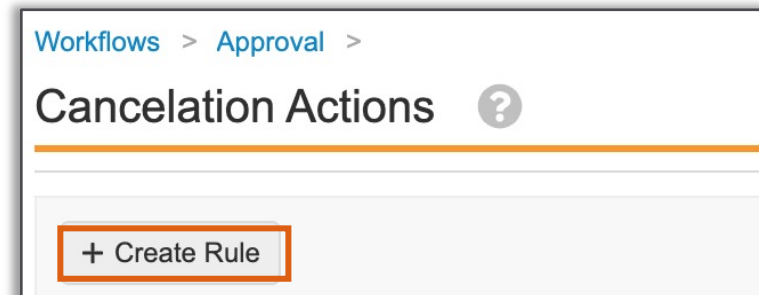 Workflows > Approval >
Cancelation Actions ?
+ Create Rule